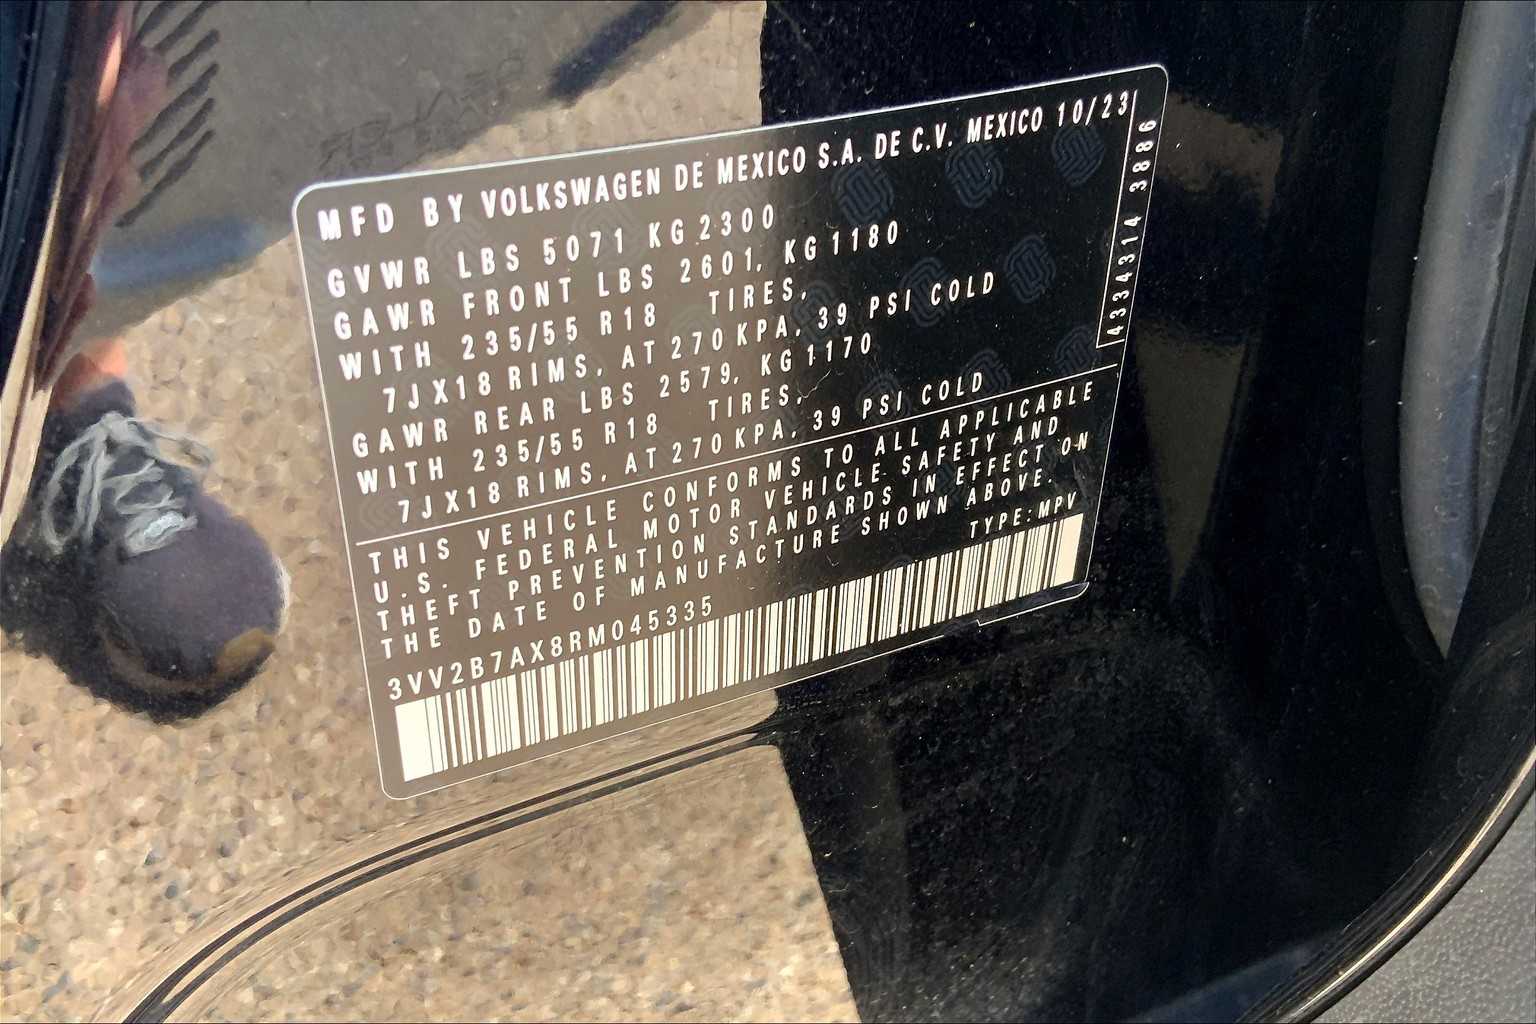 MFD BY VOLKSWAGEN DE MEXICO S.A. DE C.V. MEXICO 10/23
GVWR LBS 5071 KG 2300
GAWR FRONT LBS 2601, KG 1180
WITH 235/55 R18 TIRES,
7JX18 RIMS, AT 270 KPA, 39 PSI COLD
GAWR REAR LBS 2579, KG 1170
WITH 235/55 R18 TIRES,
7JX18 RIMS, AT 270 KPA, 39 PSI COLD
THIS VEHICLE CONFORMS TO ALL APPLICABLE
U.S. FEDERAL MOTOR VEHICLE SAFETY AND
THEFT PREVENTION STANDARDS IN EFFECT ON
THE DATE OF MANUFACTURE SHOWN ABOVE.
3VV2B7AX8RM045335 TYPE:MPV
4334314 3886